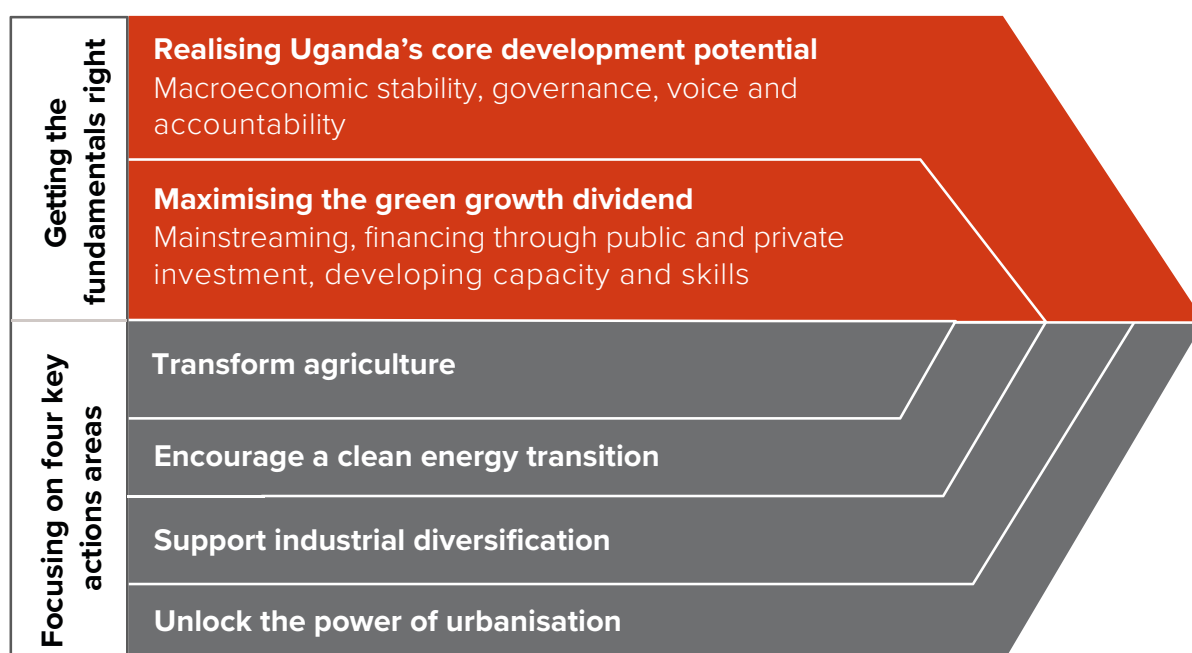 Getting the
fundamentals right
Realising Uganda's core development potential
Macroeconomic stability, governance, voice and
accountability
Maximising the green growth dividend
Mainstreaming, financing through public and private
investment, developing capacity and skills
Focusing on four key
actions areas
Transform agriculture
Encourage a clean energy transition
Support industrial diversification
Unlock the power of urbanisation